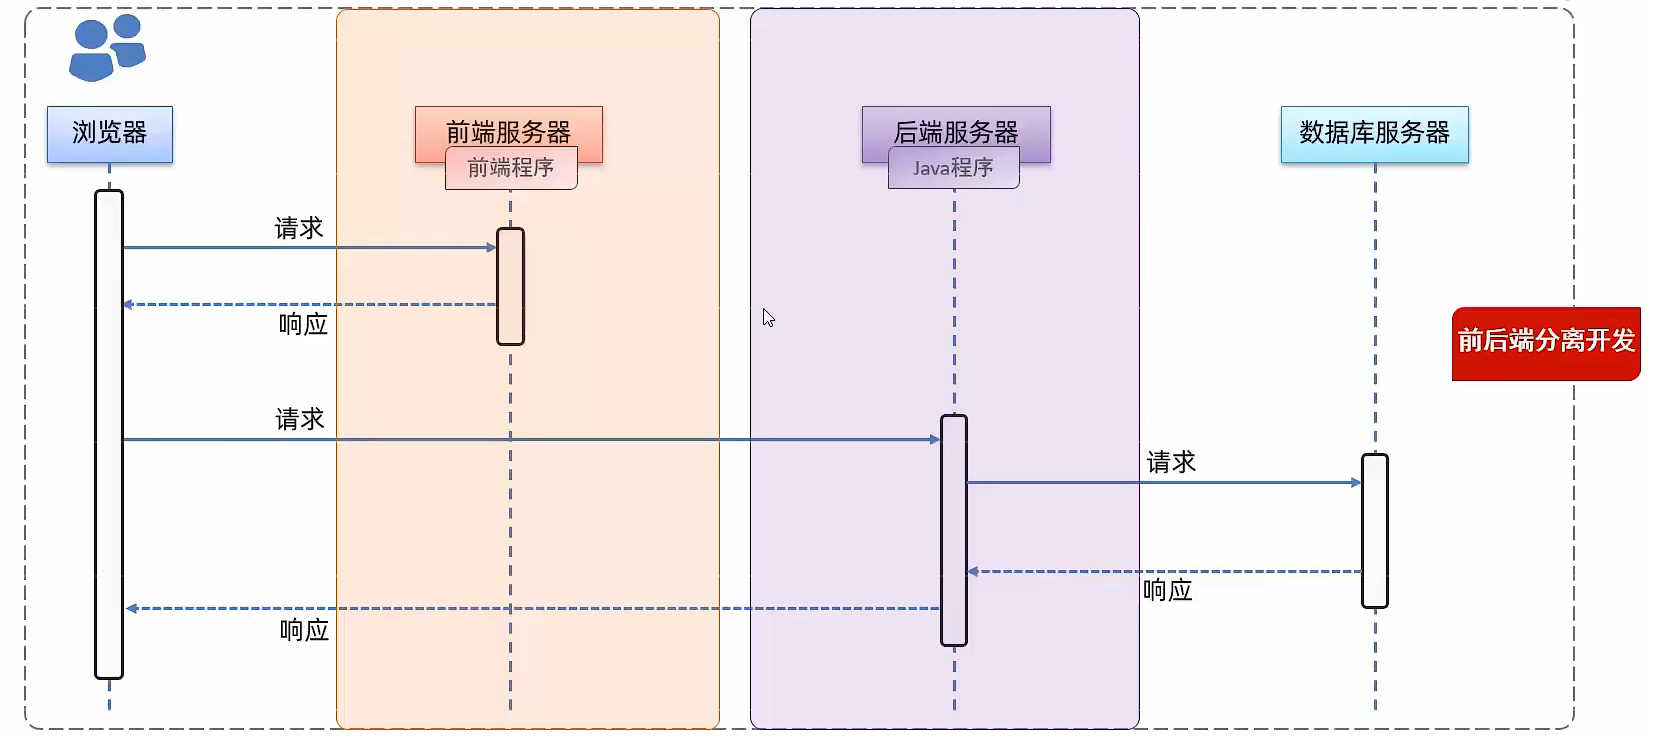 浏览器
前端服务器
前端程序
后端服务器
Java程序
数据库服务器
请求
响应
前后端分离开发
请求
请求
响应
响应